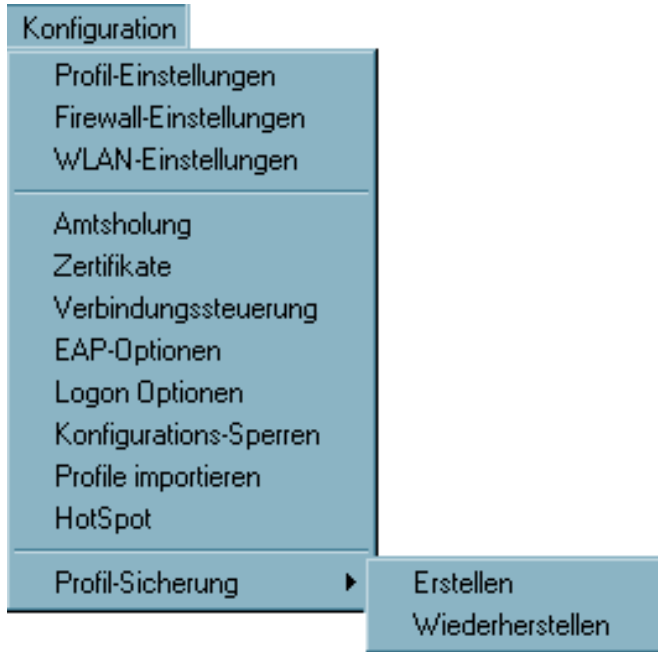 Konfiguration
Profil-Einstellungen
Firewall-Einstellungen
WLAN-Einstellungen
Amtsholung
Zertifikate
Verbindungssteuerung
EAP-Optionen
Logon Optionen
Konfigurations-Sperren
Profile importieren
HotSpot
Profil-Sicherung
Erstellen
Wiederherstellen